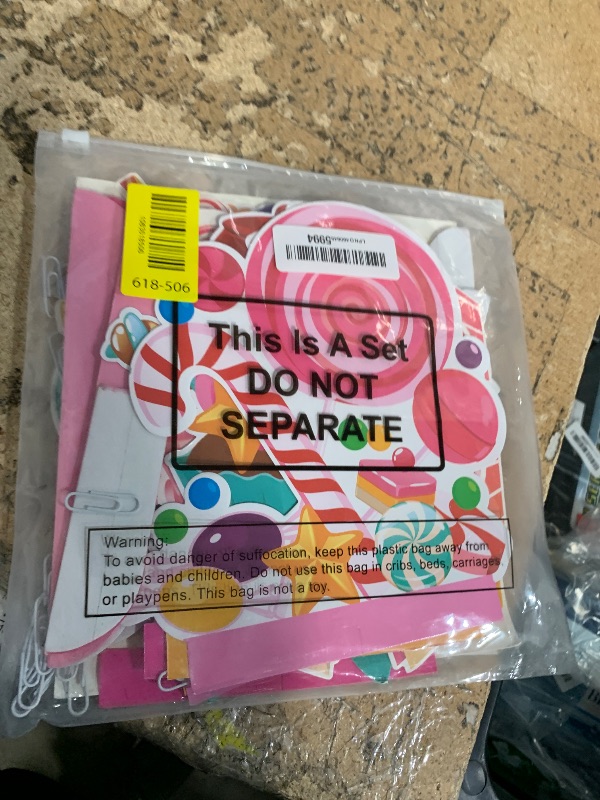 618-506
5994
This Is A Set
DO NOT
SEPARATE
Warning:
To avoid danger of suffocation, keep this plastic bag away from
babies and children. Do not use this bag in cribs, beds, carriages,
or playpens. This bag is not a toy.